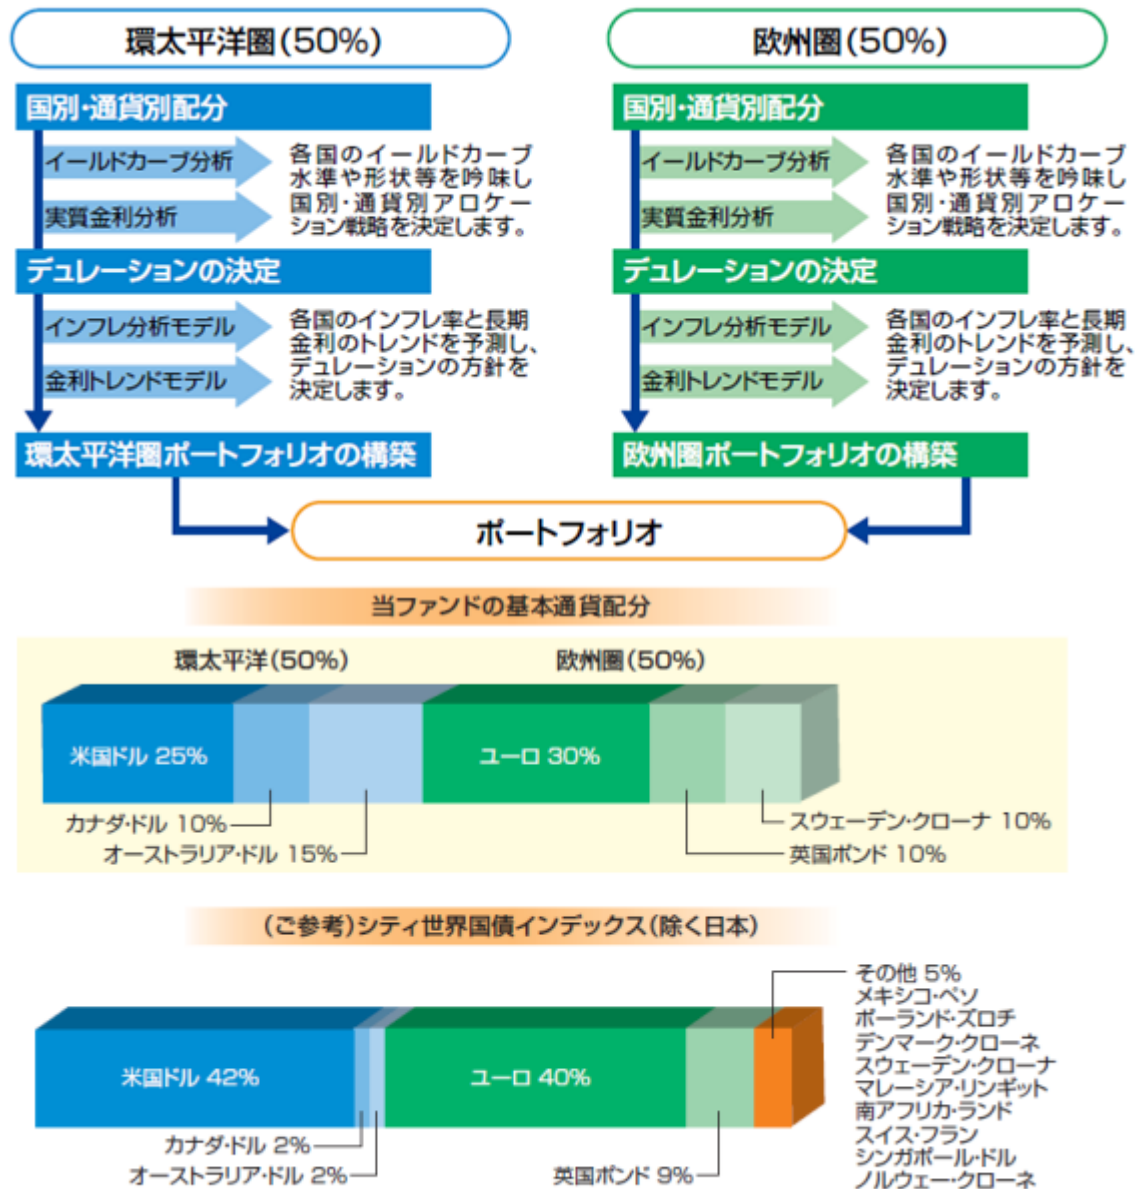 環太平洋圏(50%)
国別・通貨別配分
イールドカーブ分析
実質金利分析
各国のイールドカーブ
水準や形状等を吟味し
国別・通貨別アロケー
ション戦略を決定します。
デュレーションの決定
インフレ分析モデル
金利トレンドモデル
各国のインフレ率と長期
金利のトレンドを予測し、
デュレーションの方針を
決定します。
環太平洋圏ポートフォリオの構築
欧州圏(50%)
国別・通貨別配分
イールドカーブ分析
実質金利分析
各国のイールドカーブ
水準や形状等を吟味し
国別・通貨別アロケー
ション戦略を決定します。
デュレーションの決定
インフレ分析モデル
金利トレンドモデル
各国のインフレ率と長期
金利のトレンドを予測し、
デュレーションの方針を
決定します。
欧州圏ポートフォリオの構築
ポートフォリオ
当ファンドの基本通貨配分
環太平洋(50%)
欧州圏(50%)
米国ドル 25%
ユーロ 30%
カナダ・ドル 10%
オーストラリア・ドル 15%
スウェーデン・クローナ 10%
英国ポンド 10%
(ご参考)シティ世界国債インデックス(除く日本)
米国ドル 42%
ユーロ 40%
カナダ・ドル 2%
オーストラリア・ドル 2%
英国ポンド 9%
その他 5%
メキシコ・ペソ
ポーランド・ズロチ
デンマーク・クローネ
スウェーデン・クローナ
マレーシア・リンギット
南アフリカ・ランド
スイス・フラン
シンガポール・ドル
ノルウェー・クローネ